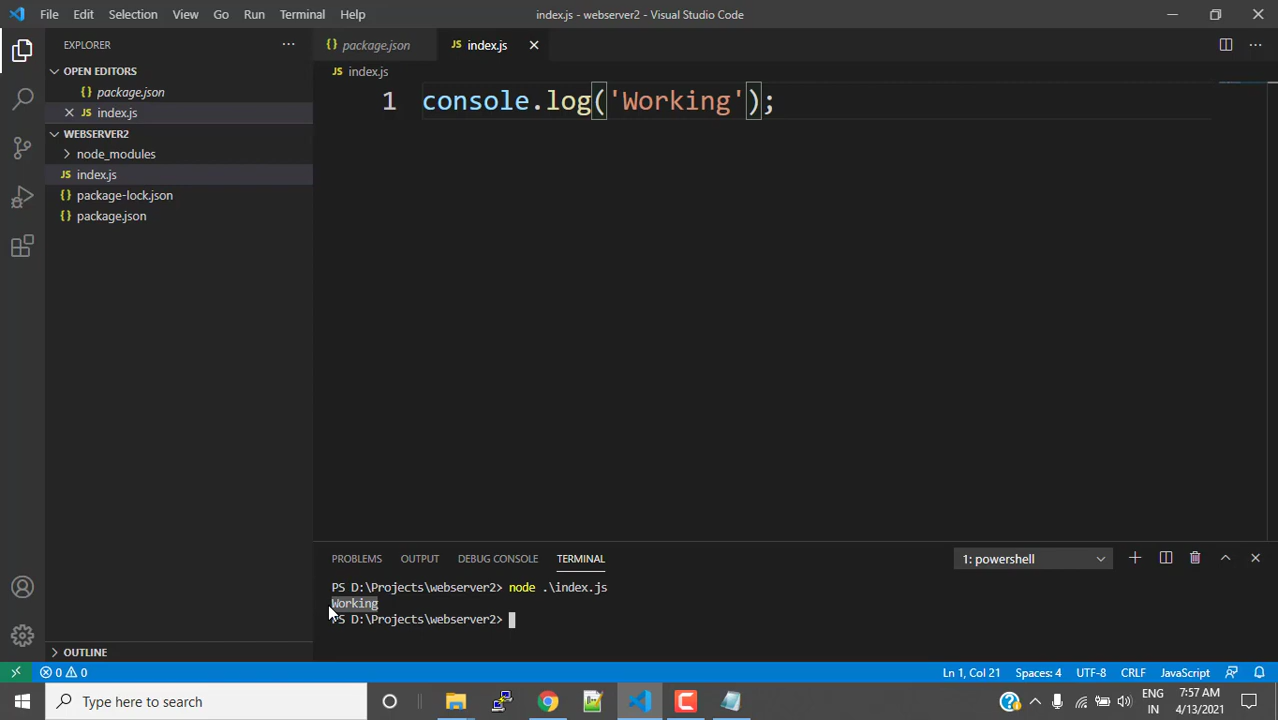 File Edit Selection View Go Run Terminal Help
index.js - webserver2 - Visual Studio Code
EXPLORER
OPEN EDITORS
{} package.json
JS index.js
WEBSERVER2
node_modules
JS index.js
{} package-lock.json
{} package.json
OUTLINE
{} package.json
JS index.js
JS index.js
1 console.log('Working');
PROBLEMS OUTPUT DEBUG CONSOLE TERMINAL
1: powershell
PS D:\Projects\webserver2> node .\index.js
Working
PS D:\Projects\webserver2>
0 0
Ln 1, Col 21 Spaces: 4 UTF-8 CRLF JavaScript
Type here to search
ENG
IN
7:57 AM
4/13/2021